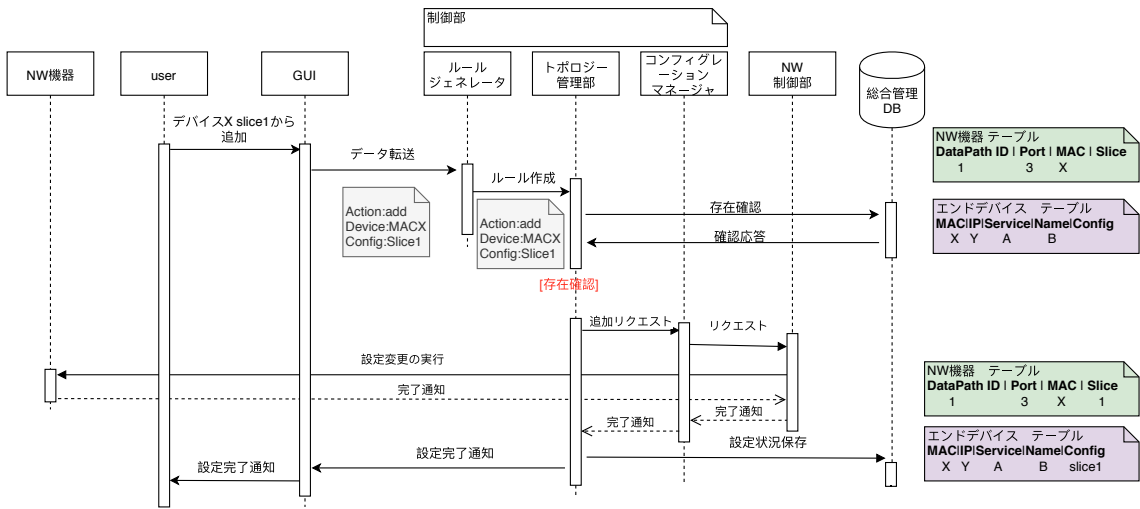 制御部
NW機器
user
GUI
ルール
ジェネレータ
トポロジー
管理部
コンフィグレ
ーション
マネージャ
NW
制御部
総合管理
DB
デバイスX slice1から
追加
データ転送
Action:add
Device:MACX
Config:Slice1
ルール作成
Action:add
Device:MACX
Config:Slice1
存在確認
確認応答
[存在確認]
NW機器 テーブル
DataPath ID | Port | MAC | Slice
1 3 X
エンドデバイス テーブル
MAC|IP|Service|Name|Config
X Y A B
追加リクエスト
リクエスト
設定変更の実行
完了通知
完了通知
完了通知
設定状況保存
設定完了通知
設定完了通知
NW機器 テーブル
DataPath ID | Port | MAC | Slice
1 3 X 1
エンドデバイス テーブル
MAC|IP|Service|Name|Config
X Y A B slice1